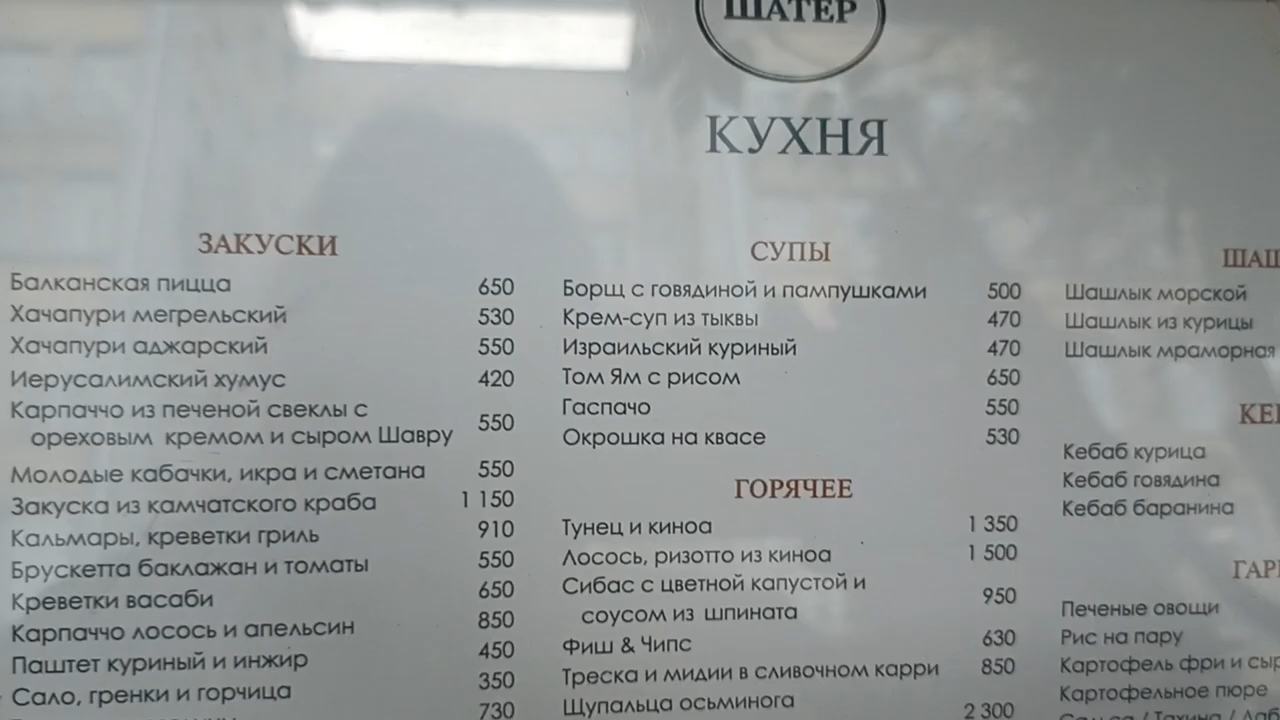 ШАТЕР
КУХНЯ
ЗАКУСКИ
Балканская пицца 650
Хачапури мегрельский 530
Хачапури аджарский 550
Иерусалимский хумус 420
Карпаччо из печеной свеклы с
ореховым кремом и сыром Шавру 550
Молодые кабачки, икра и сметана 550
Закуска из камчатского краба 1 150
Кальмары, креветки гриль 910
Брускетта баклажан и томаты 550
Креветки васаби 650
Карпаччо лосось и апельсин 850
Паштет куриный и инжир 450
Сало, гренки и горчица 350
730
СУПЫ
Борщ с говядиной и пампушками 500
Крем-суп из тыквы 470
Израильский куриный 470
Том Ям с рисом 650
Гаспачо 550
Окрошка на квасе 530
ГОРЯЧЕЕ
Тунец и киноа 1 350
Лосось, ризотто из киноа 1 500
Сибас с цветной капустой и
соусом из шпината 950
Фиш & Чипс 630
Треска и мидии в сливочном карри 850
Щупальца осьминога 2 300
Шашлык морской
Шашлык из курицы
Шашлык мраморная
Кебаб курица
Кебаб говядина
Кебаб баранина
Печеные овощи
Рис на пару
Картофель фри и
Картофельное пюре